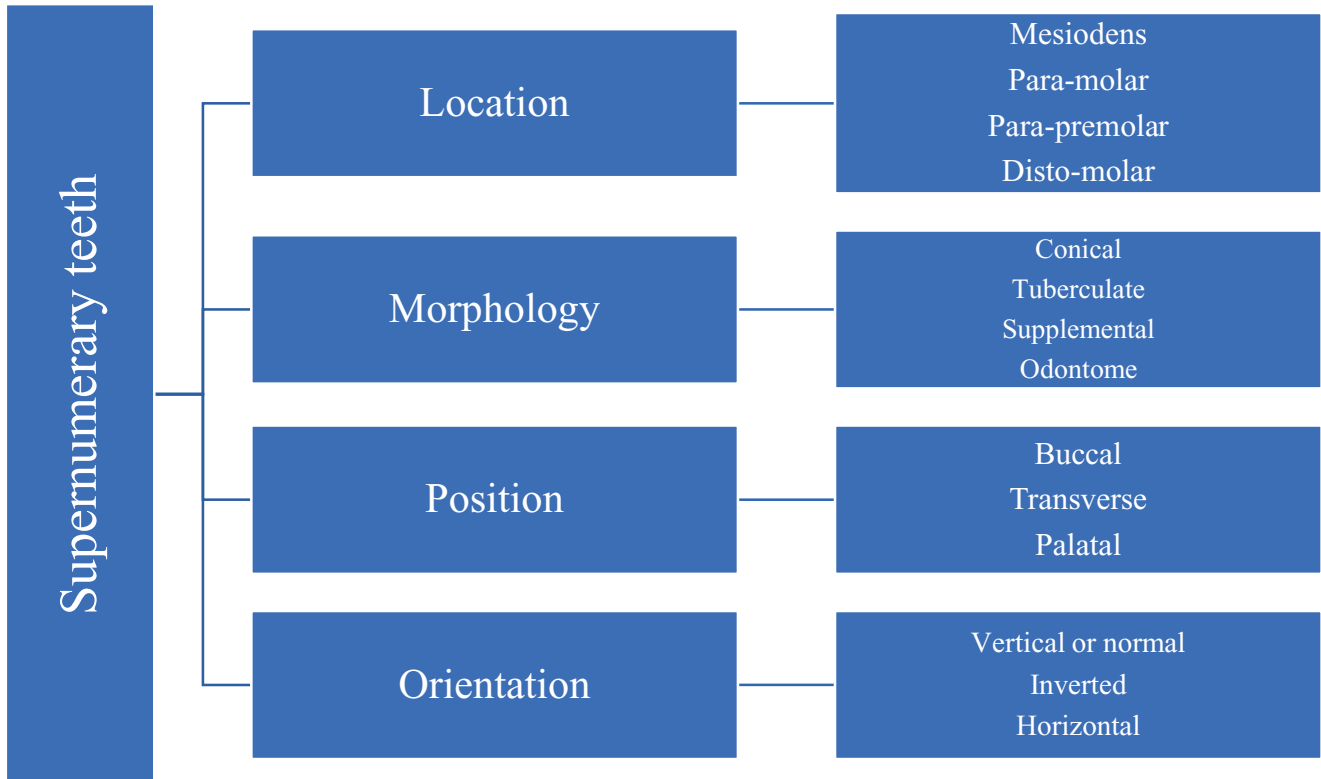 Supernumerary teeth
Location
Mesiodens
Para-molar
Para-premolar
Disto-molar
Morphology
Conical
Tuberculate
Supplemental
Odontome
Position
Buccal
Transverse
Palatal
Orientation
Vertical or normal
Inverted
Horizontal